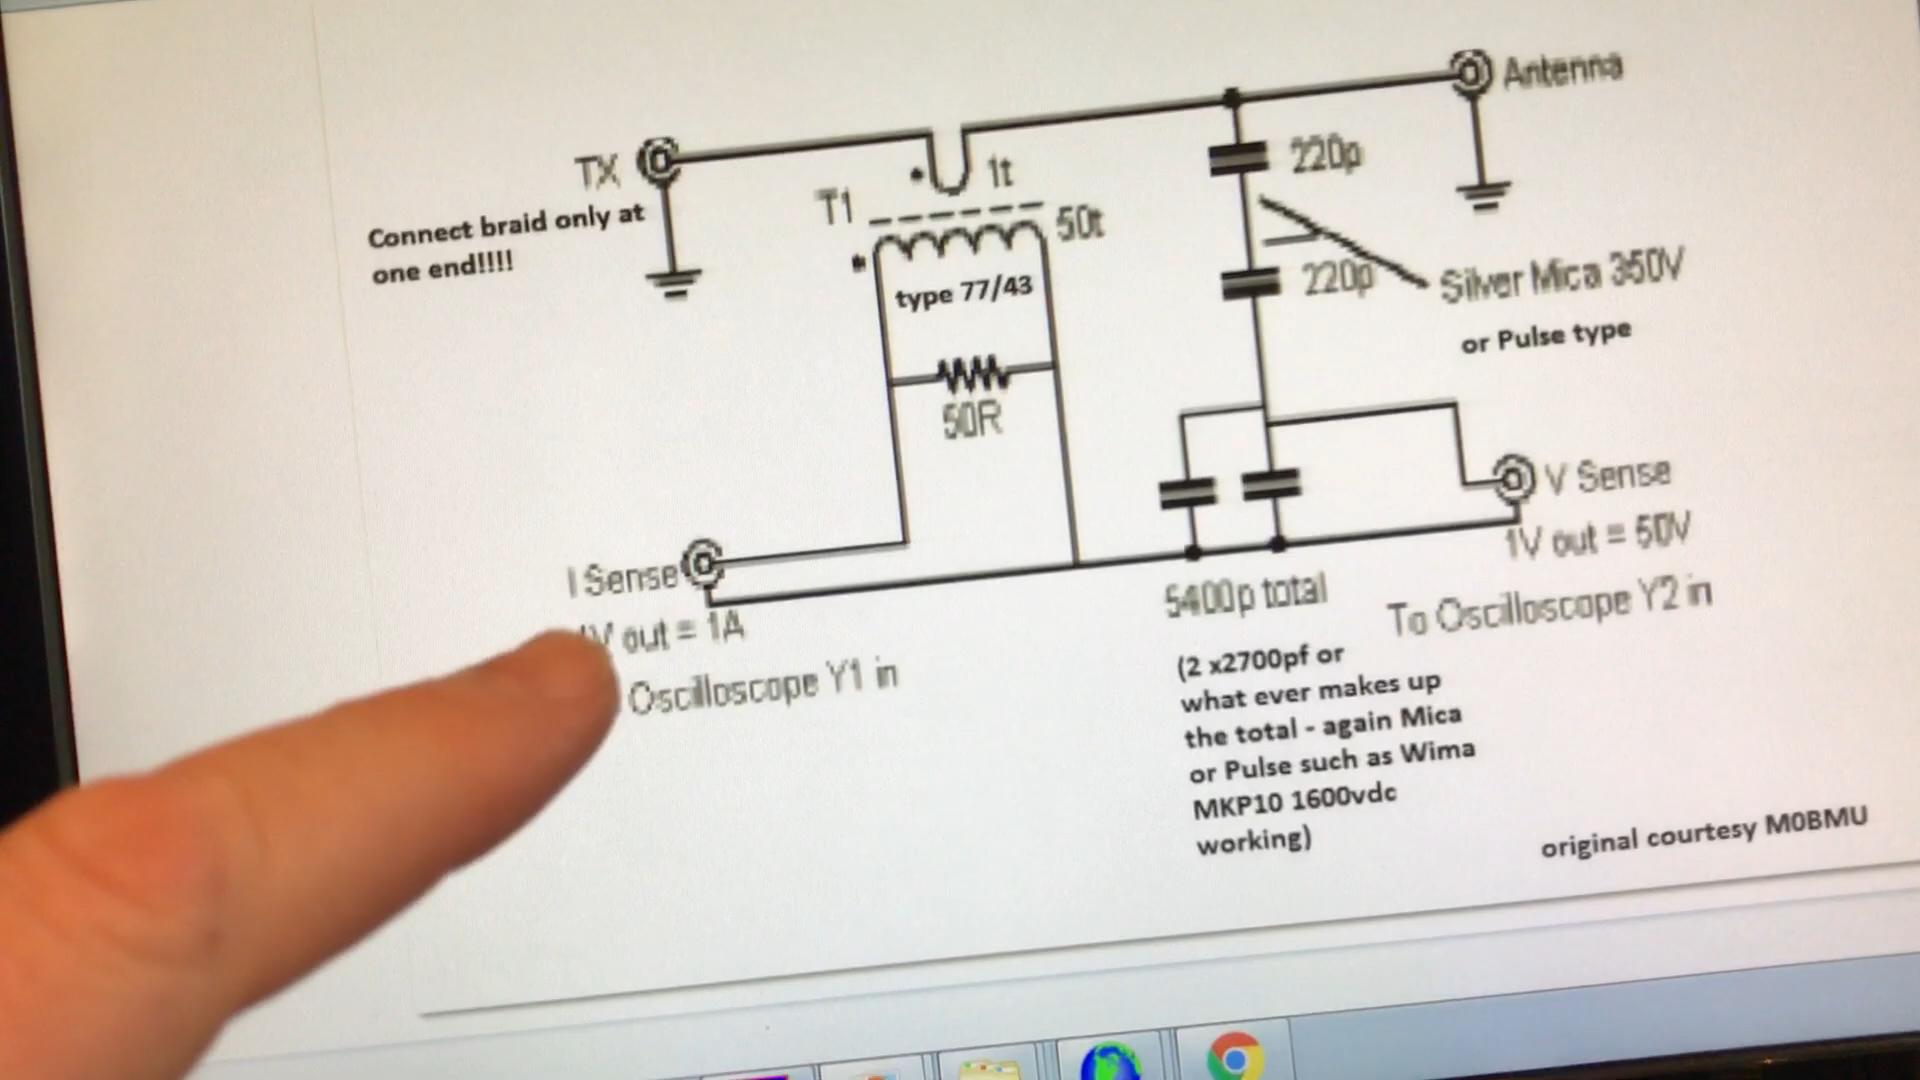 Antenna
TX
220p
1t
T1
50t
Connect braid only at
one end!!!!
type 77/43
220p
Silver Mica 350V
or Pulse type
50R
V Sense
1V out = 50V
I Sense
V out = 1A
5400p total
To Oscilloscope Y2 in
Oscilloscope Y1 in
(2 x2700pf or
what ever makes up
the total - again Mica
or Pulse such as Wima
MKP10 1600vdc
working)
original courtesy M0BMU